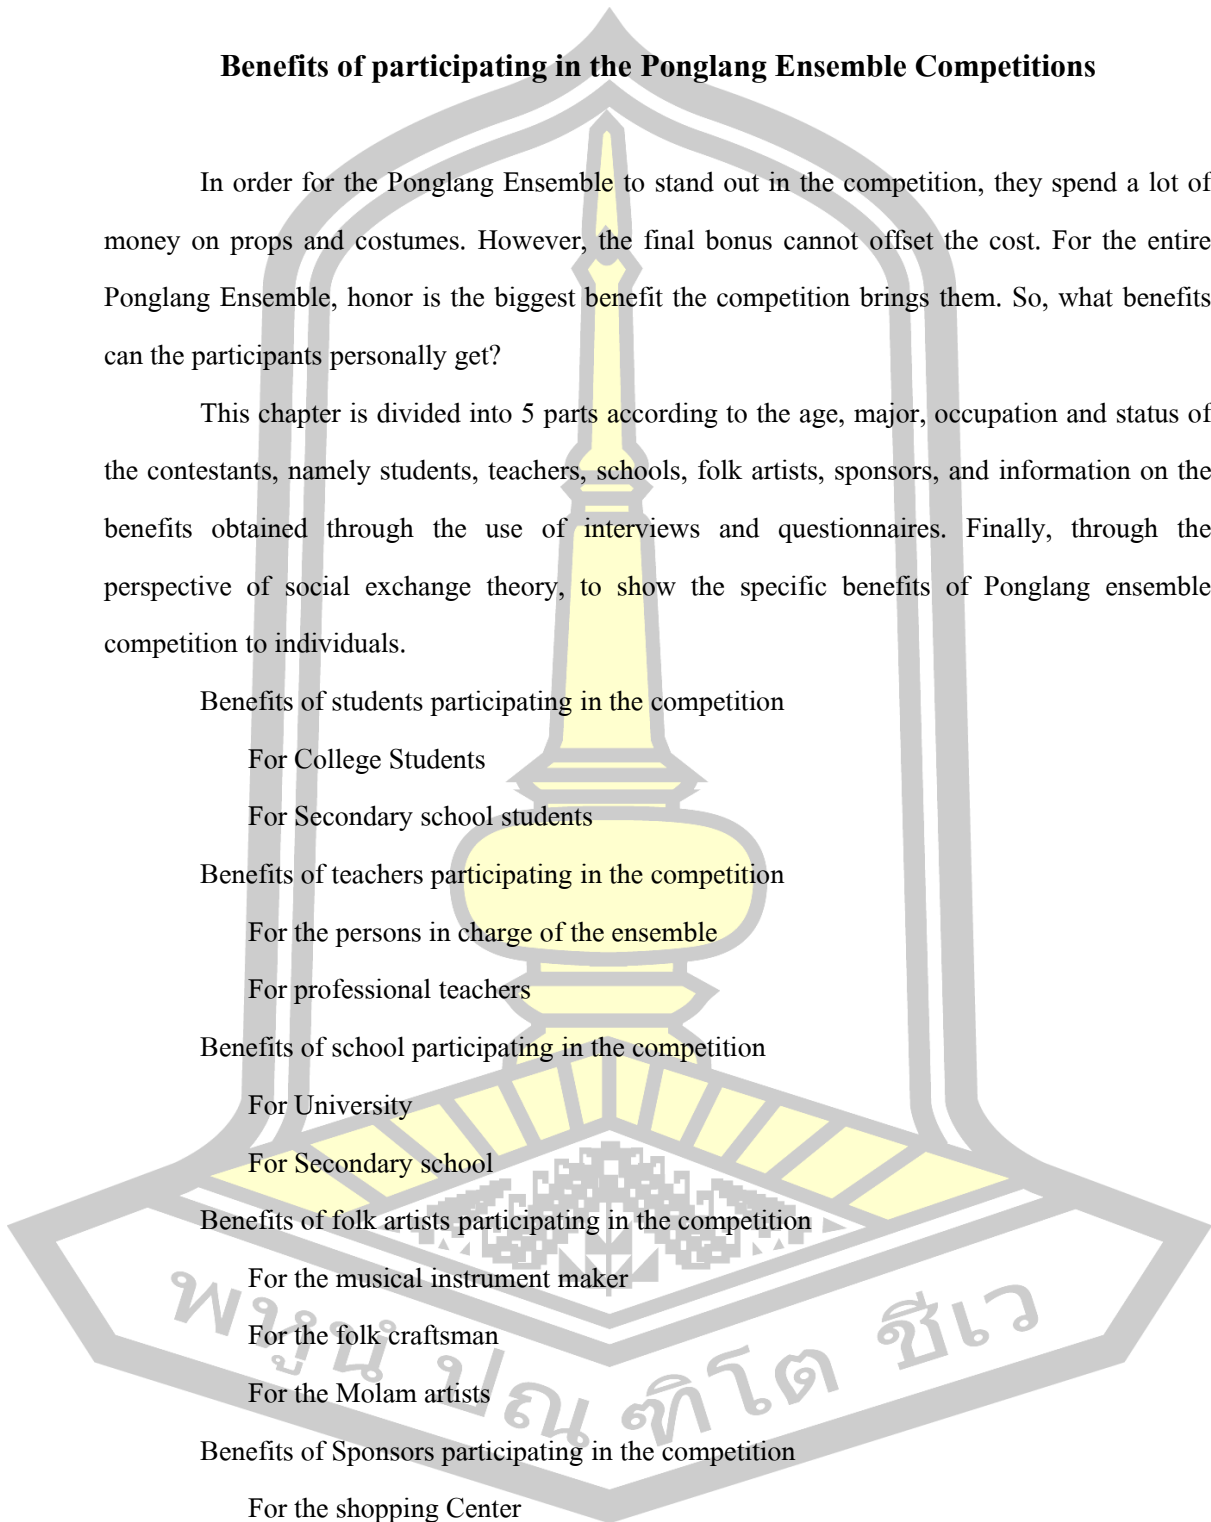 Benefits of participating in the Ponglang Ensemble Competitions
In order for the Ponglang Ensemble to stand out in the competition, they spend a lot of
money on props and costumes. However, the final bonus cannot offset the cost. For the entire
Ponglang Ensemble, honor is the biggest benefit the competition brings them. So, what benefits
can the participants personally get?
This chapter is divided into 5 parts according to the age, major, occupation and status of
the contestants, namely students, teachers, schools, folk artists, sponsors, and information on the
benefits obtained through the use of interviews and questionnaires. Finally, through the
perspective of social exchange theory, to show the specific benefits of Ponglang ensemble
competition to individuals.
Benefits of students participating in the competition
For College Students
For Secondary school students
Benefits of teachers participating in the competition
For the persons in charge of the ensemble
For professional teachers
Benefits of school participating in the competition
For University
For Secondary school
Benefits of folk artists participating in the competition
For the musical instrument maker
For the folk craftsman
For the Molam artists
Benefits of Sponsors participating in the competition
For the shopping Center
พหูนํ ปณฺฑิโต ชีเว